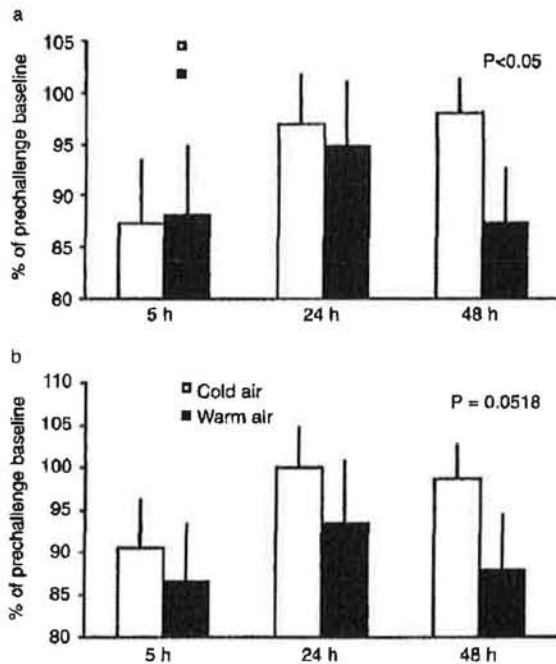 a
105
100
95
90
85
80
% of prechallenge baseline
P<0.05
5 h 24 h 48 h
b
110
105
100
95
90
85
80
% of prechallenge baseline
Cold air
Warm air
P = 0.0518
5 h 24 h 48 h